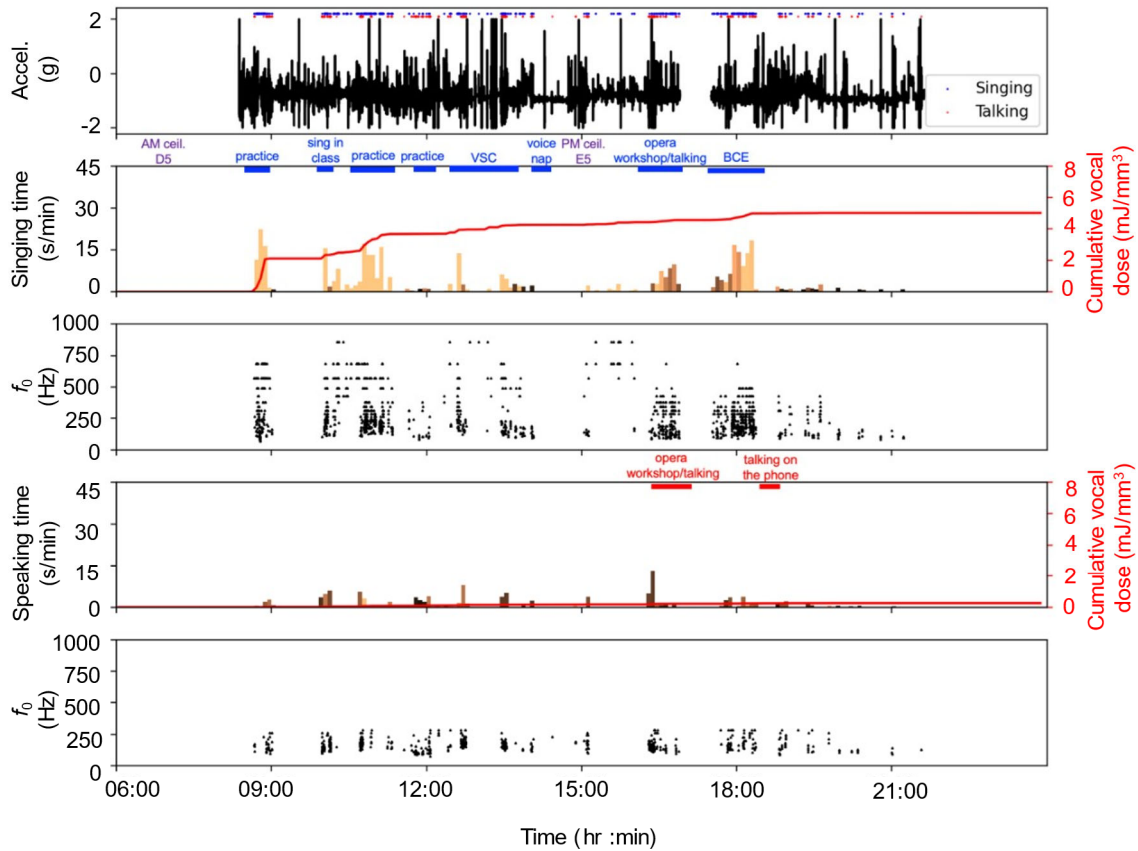 Accel.
(g)
2
0
-2
Singing
Talking
AM ceil.
D5
practice
sing in
class
practice
practice
VSC
voice
nap
PM ceil.
E5
opera
workshop/talking
BCE
Singing time
(s/min)
45
30
15
0
8
6
4
2
0
Cumulative vocal
dose (mJ/mm³)
f₀
(Hz)
1000
750
500
250
0
opera
workshop/talking
talking on
the phone
Speaking time
(s/min)
45
30
15
0
8
6
4
2
0
Cumulative vocal
dose (mJ/mm³)
f₀
(Hz)
1000
750
500
250
0
06:00
09:00
12:00
15:00
18:00
21:00
Time (hr :min)